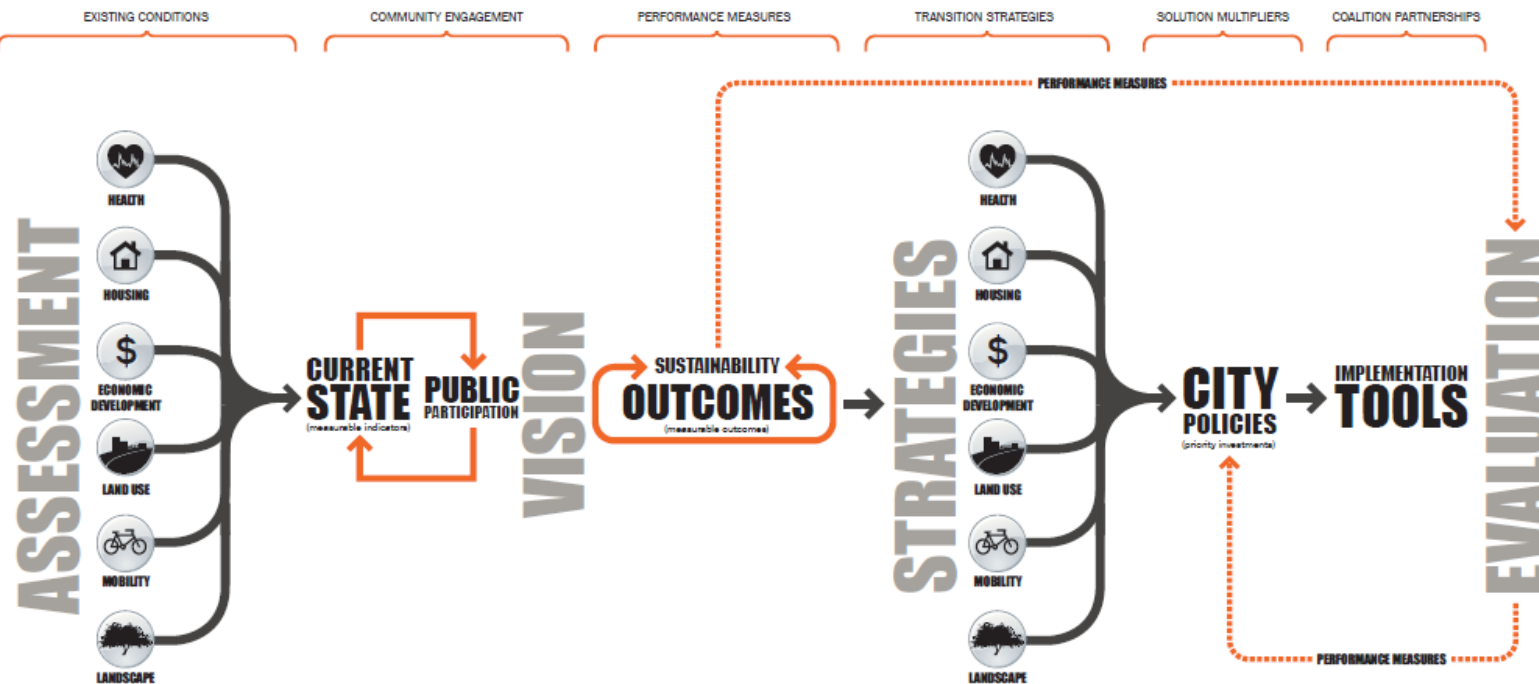 EXISTING CONDITIONS
COMMUNITY ENGAGEMENT
PERFORMANCE MEASURES
TRANSITION STRATEGIES
SOLUTION MULTIPLIERS
COALITION PARTNERSHIPS
PERFORMANCE MEASURES
ASSESSMENT
HEALTH
HOUSING
$
ECONOMIC
DEVELOPMENT
LAND USE
MOBILITY
LANDSCAPE
CURRENT
STATE
(measurable indicators)
PUBLIC
PARTICIPATION
VISION
SUSTAINABILITY
OUTCOMES
(measurable outcomes)
STRATEGIES
HEALTH
HOUSING
$
ECONOMIC
DEVELOPMENT
LAND USE
MOBILITY
LANDSCAPE
CITY
POLICIES
(priority investments)
IMPLEMENTATION
TOOLS
EVALUATION
PERFORMANCE MEASURES